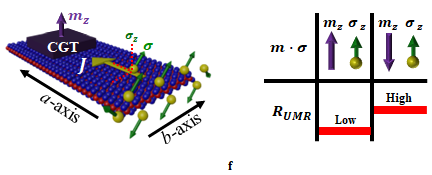 m_z
CGT
σ_z σ
J
a-axis
b-axis
m_z σ_z m_z σ_z
m · σ
R_UMR
Low
High
f